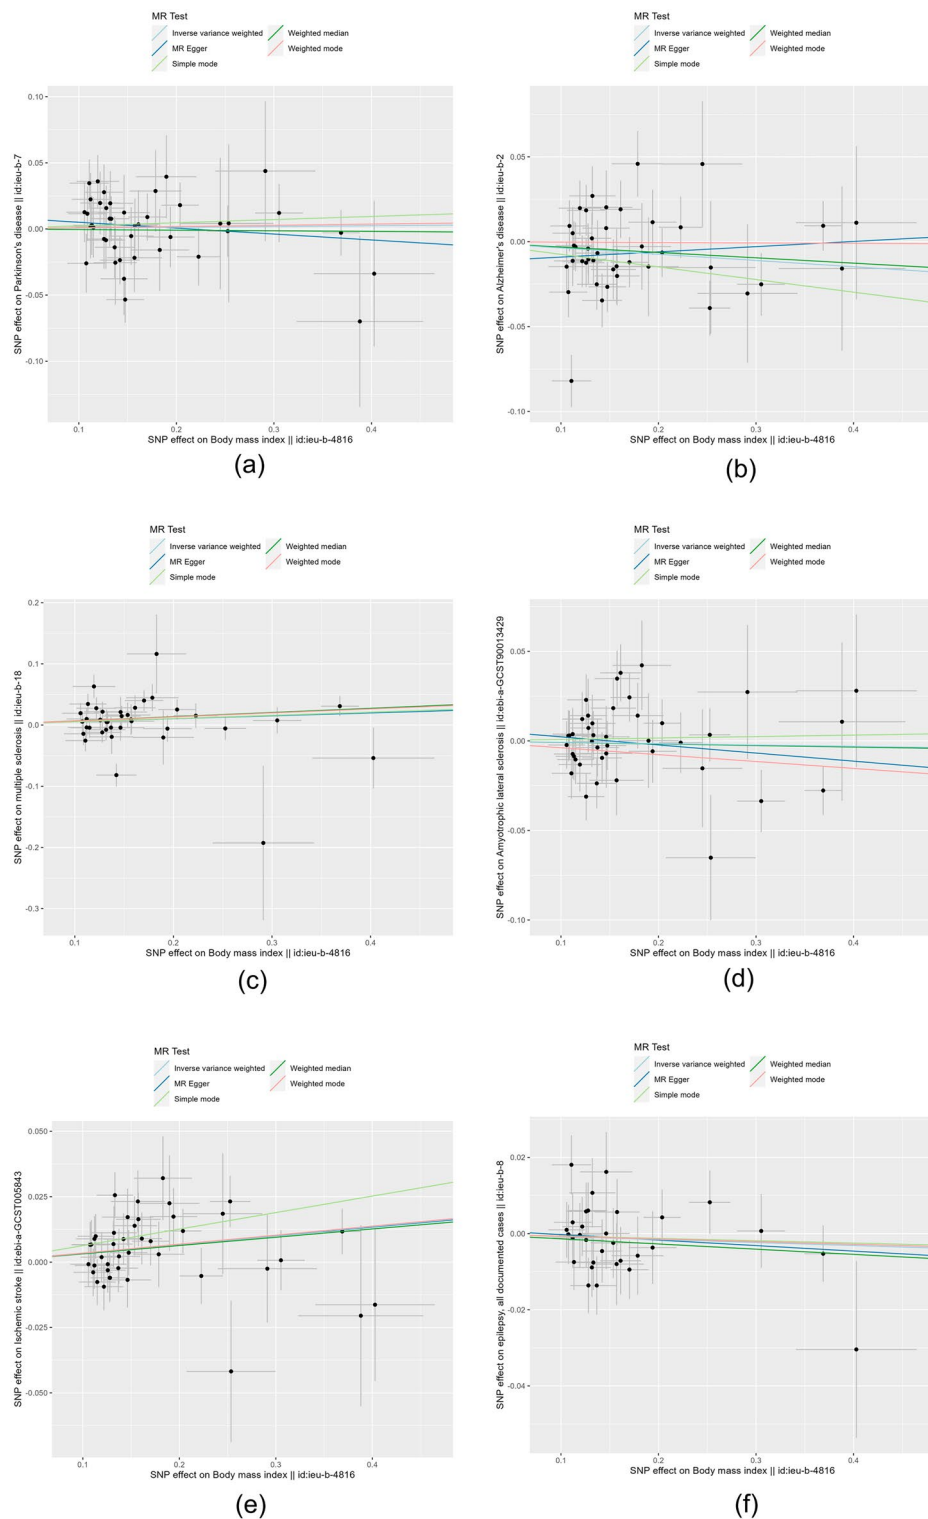 MR Test
Inverse variance weighted
Weighted median
MR Egger
Weighted mode
Simple mode
0.10
0.05
0.00
-0.05
-0.10
SNP effect on Parkinson's disease || id:ieu-b-7
0.1
0.2
0.3
0.4
SNP effect on Body mass index || id:ieu-b-4816
(a)
MR Test
Inverse variance weighted
Weighted median
MR Egger
Weighted mode
Simple mode
0.05
0.00
-0.05
-0.10
SNP effect on Alzheimer's disease || id:ieu-b-2
0.1
0.2
0.3
0.4
SNP effect on Body mass index || id:ieu-b-4816
(b)
MR Test
Inverse variance weighted
Weighted median
MR Egger
Weighted mode
Simple mode
0.2
0.1
0.0
-0.1
-0.2
-0.3
SNP effect on multiple sclerosis || id:ieu-b-18
0.1
0.2
0.3
0.4
SNP effect on Body mass index || id:ieu-b-4816
(c)
MR Test
Inverse variance weighted
Weighted median
MR Egger
Weighted mode
Simple mode
0.05
0.00
-0.05
-0.10
SNP effect on Amyotrophic lateral sclerosis || id:ebi-a-GCST90013429
0.1
0.2
0.3
0.4
SNP effect on Body mass index || id:ieu-b-4816
(d)
MR Test
Inverse variance weighted
Weighted median
MR Egger
Weighted mode
Simple mode
0.050
0.025
0.000
-0.025
-0.050
SNP effect on Ischemic stroke || id:ebi-a-GCST005843
0.1
0.2
0.3
0.4
SNP effect on Body mass index || id:ieu-b-4816
(e)
MR Test
Inverse variance weighted
Weighted median
MR Egger
Weighted mode
Simple mode
0.02
0.00
-0.02
-0.04
SNP effect on epilepsy, all documented cases || id:ieu-b-8
0.1
0.2
0.3
0.4
SNP effect on Body mass index || id:ieu-b-4816
(f)